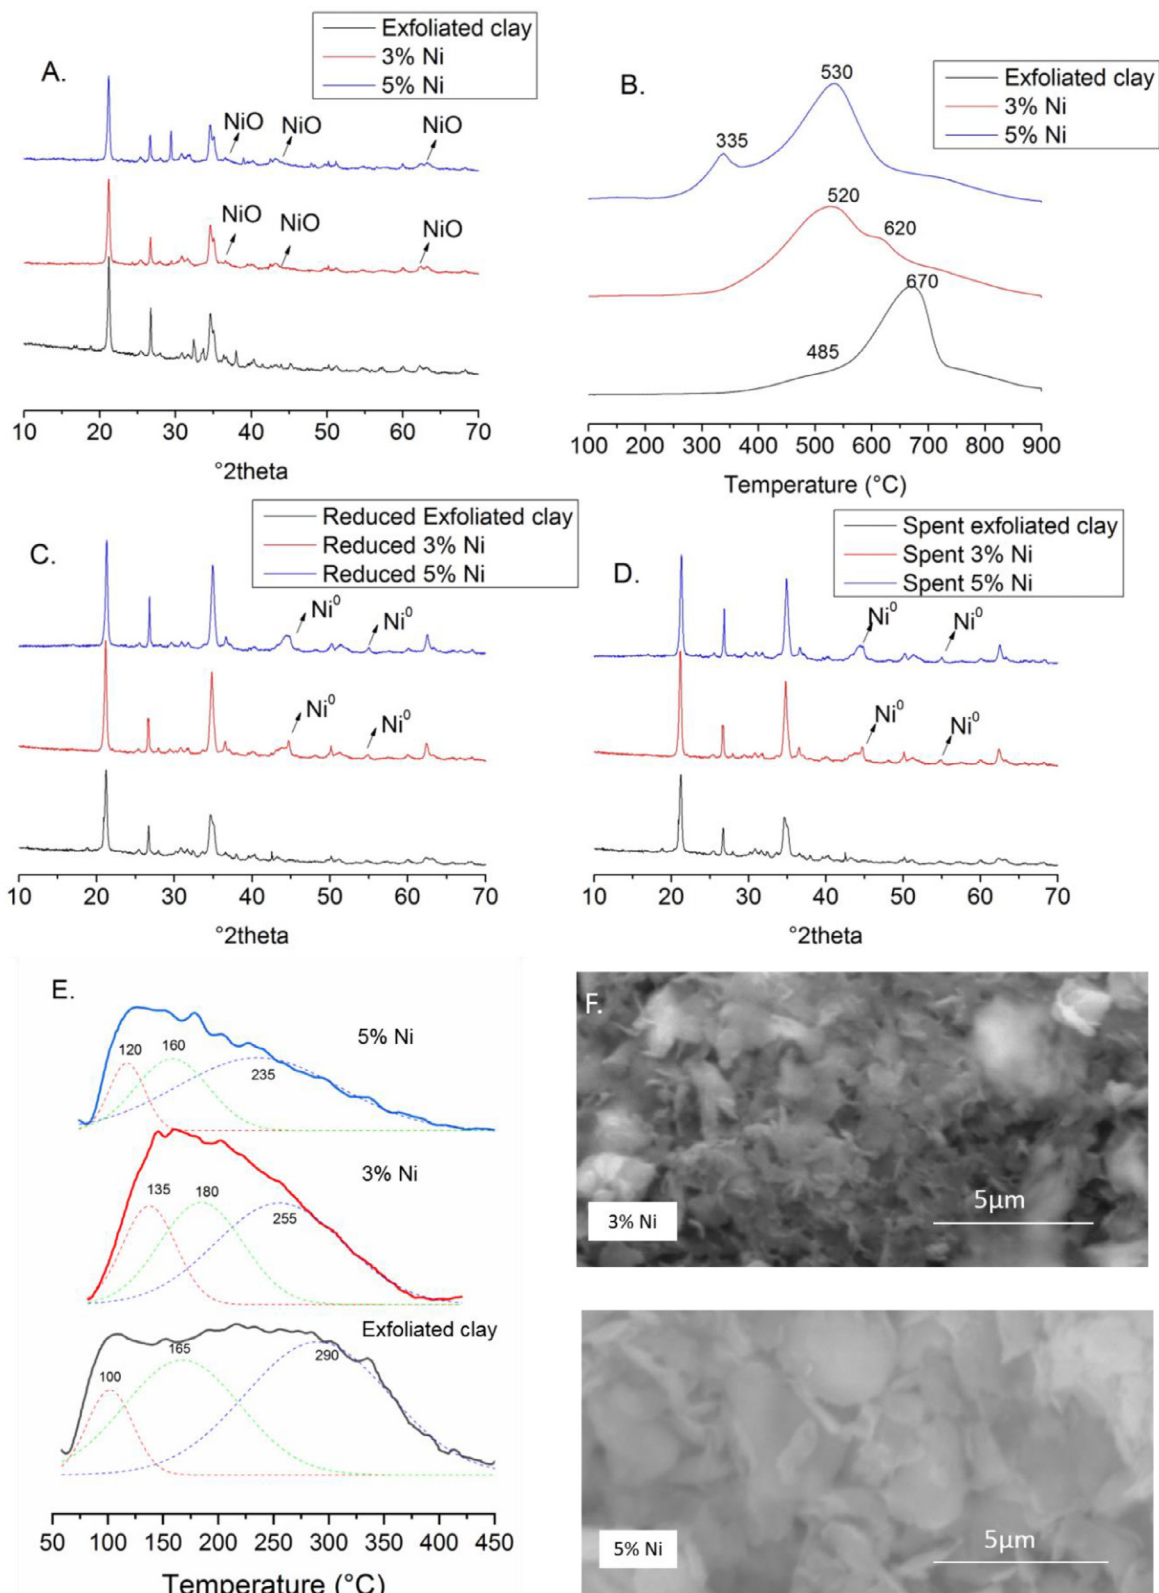 A.
Exfoliated clay
3% Ni
5% Ni
NiO
NiO
NiO
NiO
NiO
NiO
10 20 30 40 50 60 70
°2theta
B.
Exfoliated clay
3% Ni
5% Ni
530
335
520
620
670
485
100 200 300 400 500 600 700 800 900
Temperature (°C)
C.
Reduced Exfoliated clay
Reduced 3% Ni
Reduced 5% Ni
Ni⁰
Ni⁰
Ni⁰
Ni⁰
10 20 30 40 50 60 70
°2theta
D.
Spent exfoliated clay
Spent 3% Ni
Spent 5% Ni
Ni⁰
Ni⁰
Ni⁰
Ni⁰
10 20 30 40 50 60 70
°2theta
E.
5% Ni
120
160
235
3% Ni
135
180
255
Exfoliated clay
100
165
290
50 100 150 200 250 300 350 400 450
Temperature (°C)
F.
3% Ni
5µm
5% Ni
5µm